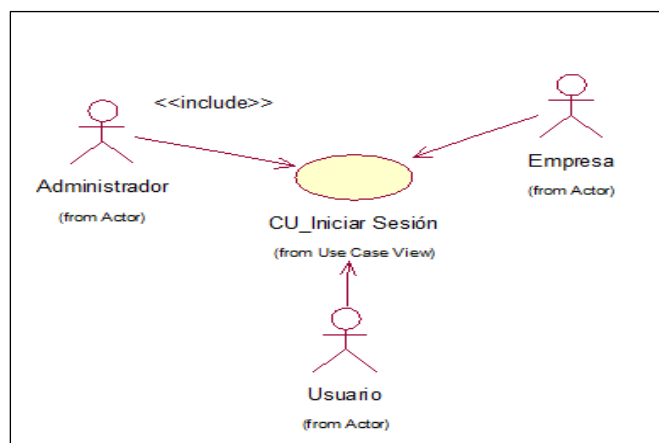 <<include>>
Administrador
(from Actor)
Empresa
(from Actor)
CU_Iniciar Sesión
(from Use Case View)
Usuario
(from Actor)